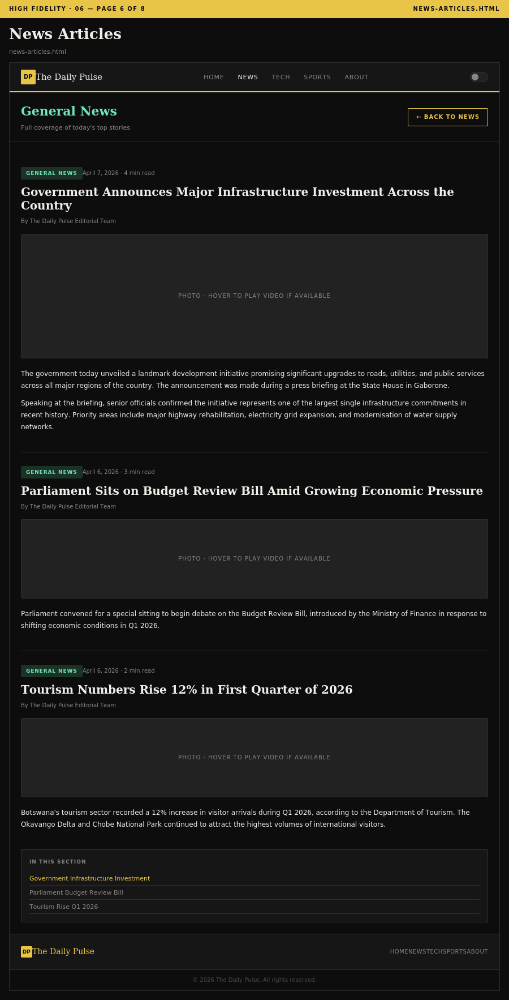 HIGH FIDELITY · 06 — PAGE 6 OF 8
NEWS-ARTICLES.HTML
News Articles
news-articles.html
DP The Daily Pulse
HOME NEWS TECH SPORTS ABOUT
General News
Full coverage of today's top stories
← BACK TO NEWS
GENERAL NEWS April 7, 2026 · 4 min read
Government Announces Major Infrastructure Investment Across the
Country
By The Daily Pulse Editorial Team
PHOTO · HOVER TO PLAY VIDEO IF AVAILABLE
The government today unveiled a landmark development initiative promising significant upgrades to roads, utilities, and public services
across all major regions of the country. The announcement was made during a press briefing at the State House in Gaborone.
Speaking at the briefing, senior officials confirmed the initiative represents one of the largest single infrastructure commitments in
recent history. Priority areas include major highway rehabilitation, electricity grid expansion, and modernisation of water supply
networks.
GENERAL NEWS April 6, 2026 · 3 min read
Parliament Sits on Budget Review Bill Amid Growing Economic Pressure
By The Daily Pulse Editorial Team
PHOTO · HOVER TO PLAY VIDEO IF AVAILABLE
Parliament convened for a special sitting to begin debate on the Budget Review Bill, introduced by the Ministry of Finance in response to
shifting economic conditions in Q1 2026.
GENERAL NEWS April 6, 2026 · 2 min read
Tourism Numbers Rise 12% in First Quarter of 2026
By The Daily Pulse Editorial Team
PHOTO · HOVER TO PLAY VIDEO IF AVAILABLE
Botswana's tourism sector recorded a 12% increase in visitor arrivals during Q1 2026, according to the Department of Tourism. The
Okavango Delta and Chobe National Park continued to attract the highest volumes of international visitors.
IN THIS SECTION
Government Infrastructure Investment
Parliament Budget Review Bill
Tourism Rise Q1 2026
DP The Daily Pulse
HOMENEWSTECHSPORTSABOUT
© 2026 The Daily Pulse. All rights reserved.